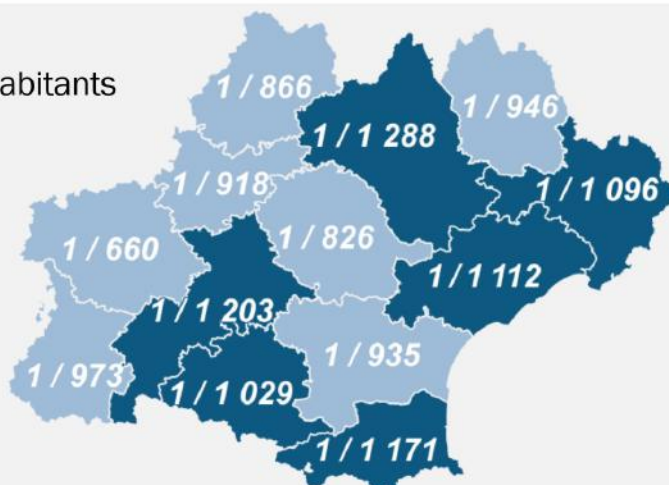 abitants
1 / 866
1 / 946
1 / 1 288
1 / 918
1 / 1 096
1 / 660
1 / 826
1 / 1 112
1 / 1 203
1 / 935
1 / 973
1 / 1 029
1 / 1 171